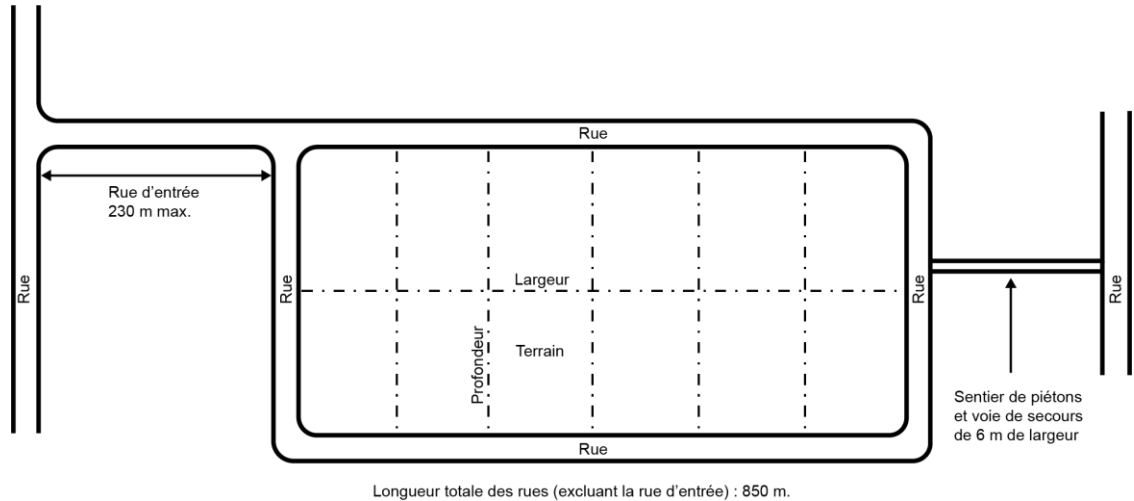 Rue
Rue d'entrée
230 m max.
Rue
Rue
Largeur
Profondeur
Terrain
Rue
Rue
Rue
Sentier de piétons
et voie de secours
de 6 m de largeur
Longueur totale des rues (excluant la rue d'entrée) : 850 m.